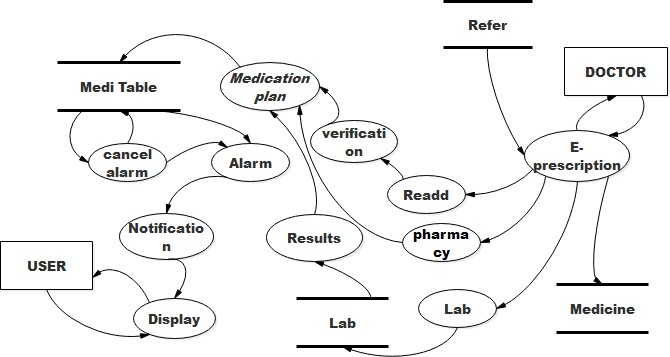 Refer
DOCTOR
Medication
plan
Medi Table
verificati
on
E-
prescription
cancel
alarm
Alarm
Readd
Notificatio
n
Results
pharma
cy
USER
Display
Lab
Lab
Medicine